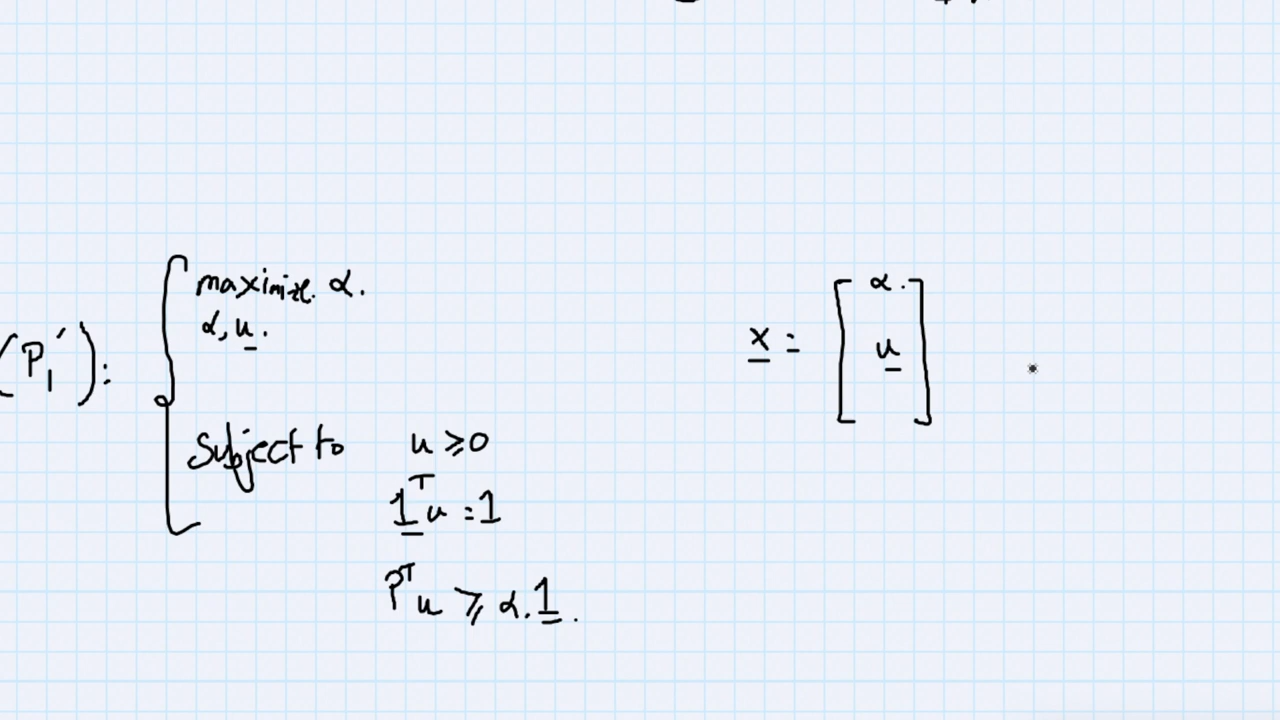 maximize α.
α, u.
(P₁′):
Subject to u ⩾ 0
1ᵀu = 1
Pᵀu ⩾ α.1.
x = [ α. u ]